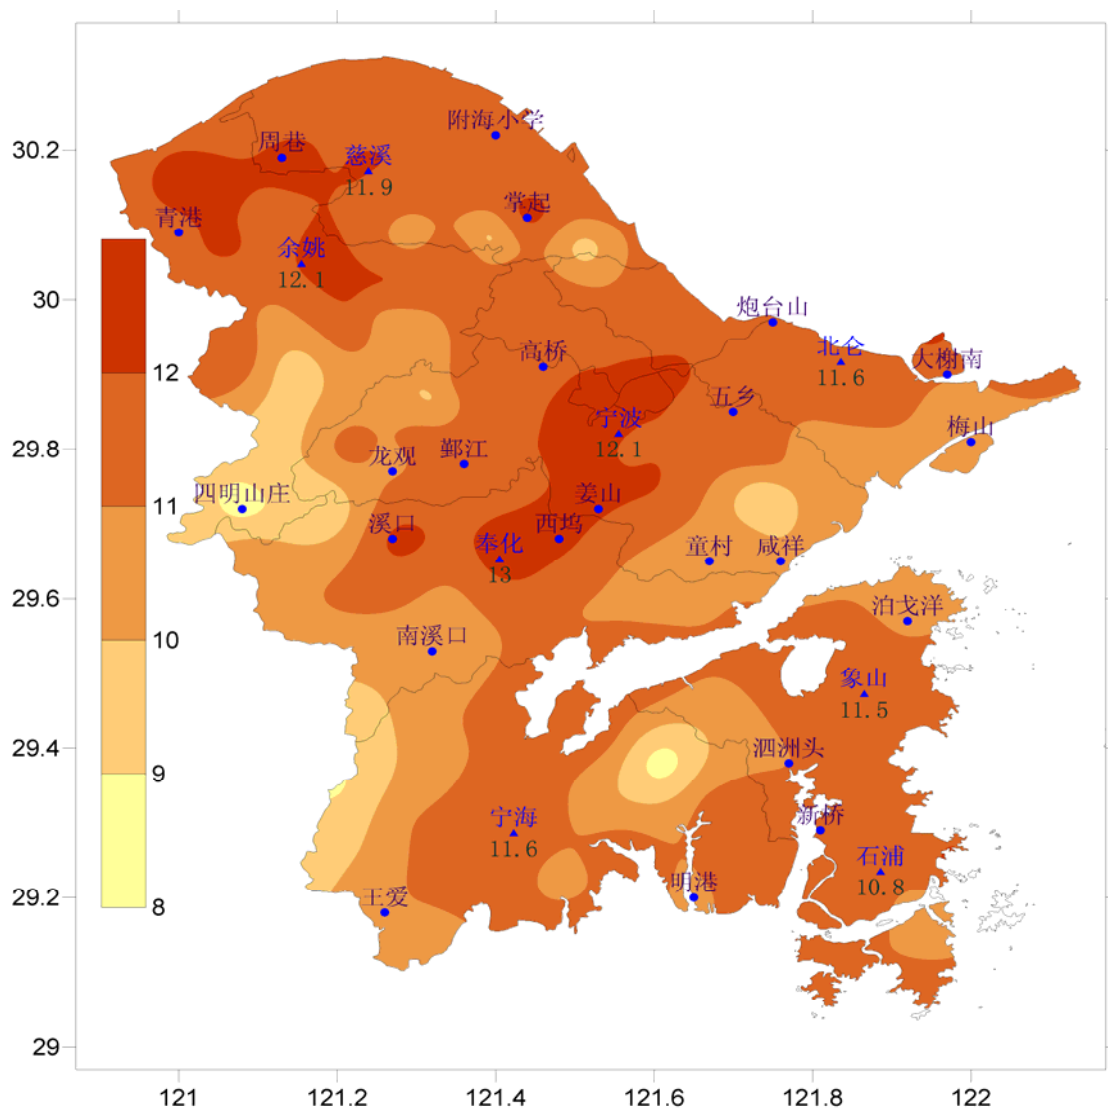 30.2
30
29.8
29.6
29.4
29.2
29
附海小学
周巷
慈溪
11.9
掌起
青港
余姚
12.1
炮台山
高桥
北仑
11.6
大榭南
五乡
宁波
12.1
梅山
龙观
鄞江
四明山庄
姜山
溪口
西坞
奉化
13
童村
咸祥
泊戈洋
南溪口
象山
11.5
泗洲头
宁海
11.6
新桥
石浦
10.8
王爱
明港
12
11
10
9
8
121
121.2
121.4
121.6
121.8
122